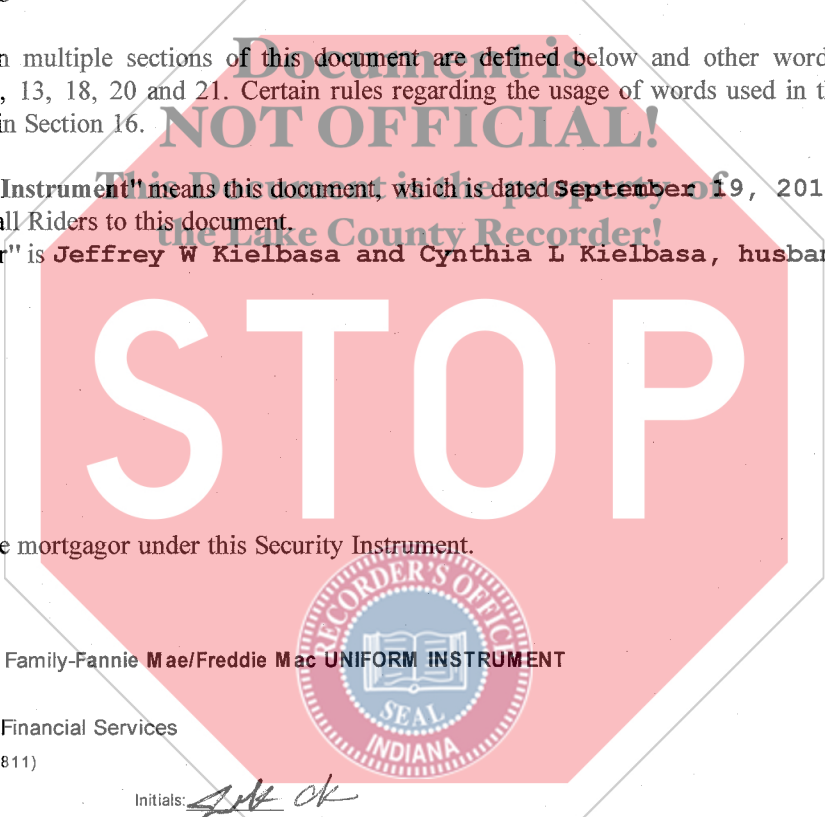 n multiple sections of this document are defined below and other word
, 13, 18, 20 and 21. Certain rules regarding the usage of words used in t
in Section 16.
Document is
NOT OFFICIAL!
This Document is the property of
the Lake County Recorder!
Instrument" means this document, which is dated September 19, 201
all Riders to this document.
r" is Jeffrey W Kielbasa and Cynthia L Kielbasa, husban
STOP
e mortgagor under this Security Instrument.
RECORDER'S OFFICE
SEAL
INDIANA
Family-Fannie Mae/Freddie Mac UNIFORM INSTRUMENT
Financial Services
811)
Initials: